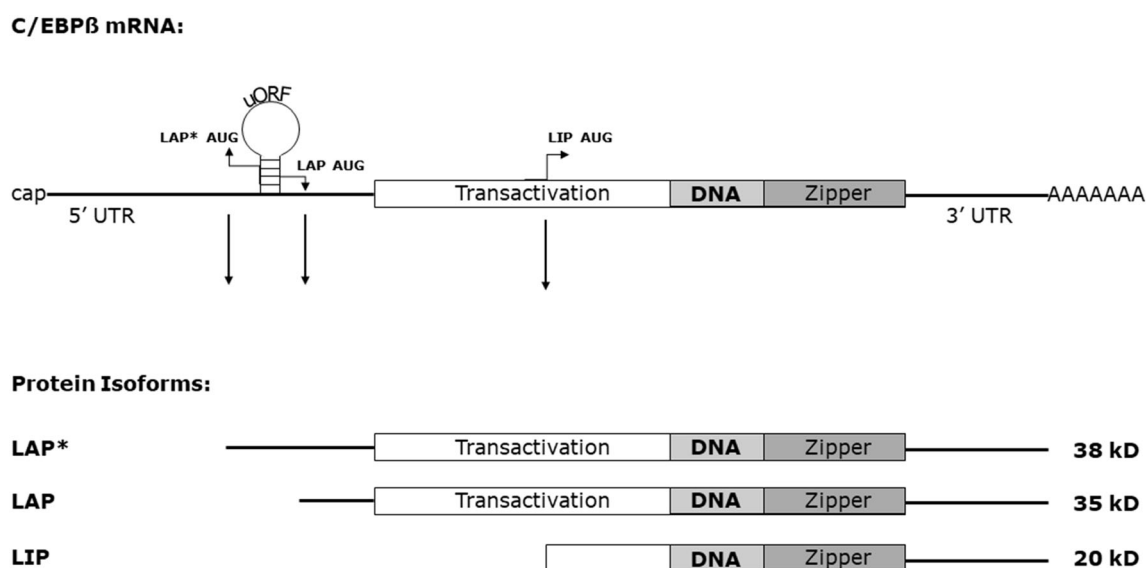 C/EBPß mRNA:
uORF
LAP* AUG
LAP AUG
LIP AUG
cap
Transactivation DNA Zipper
AAAAAAA
5′ UTR
3′ UTR
Protein Isoforms:
LAP* Transactivation DNA Zipper 38 kD
LAP Transactivation DNA Zipper 35 kD
LIP DNA Zipper 20 kD